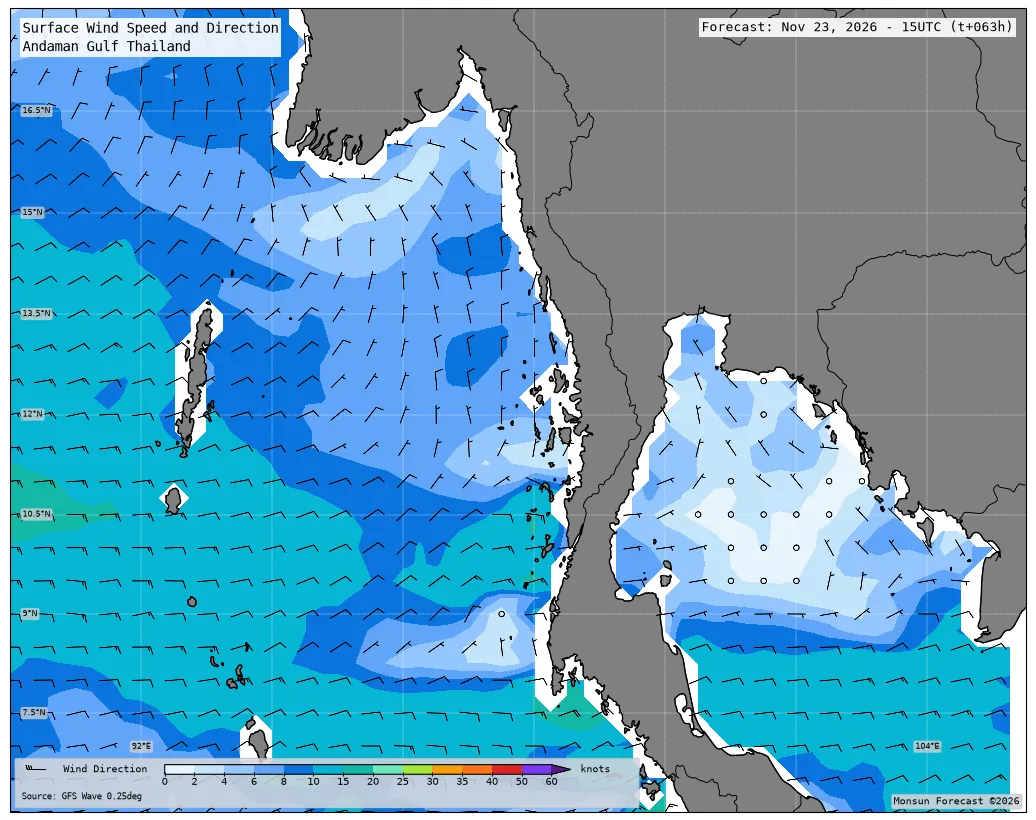 Surface Wind Speed and Direction
Andaman Gulf Thailand
Forecast: Nov 23, 2026 - 15UTC (t+063h)
16.5°N
15°N
13.5°N
12°N
10.5°N
9°N
7.5°N
92°E
104°E
Wind Direction
0 2 4 6 8 10 15 20 25 30 35 40 50 60
knots
Source: GFS Wave 0.25deg
Monsun Forecast ©2026